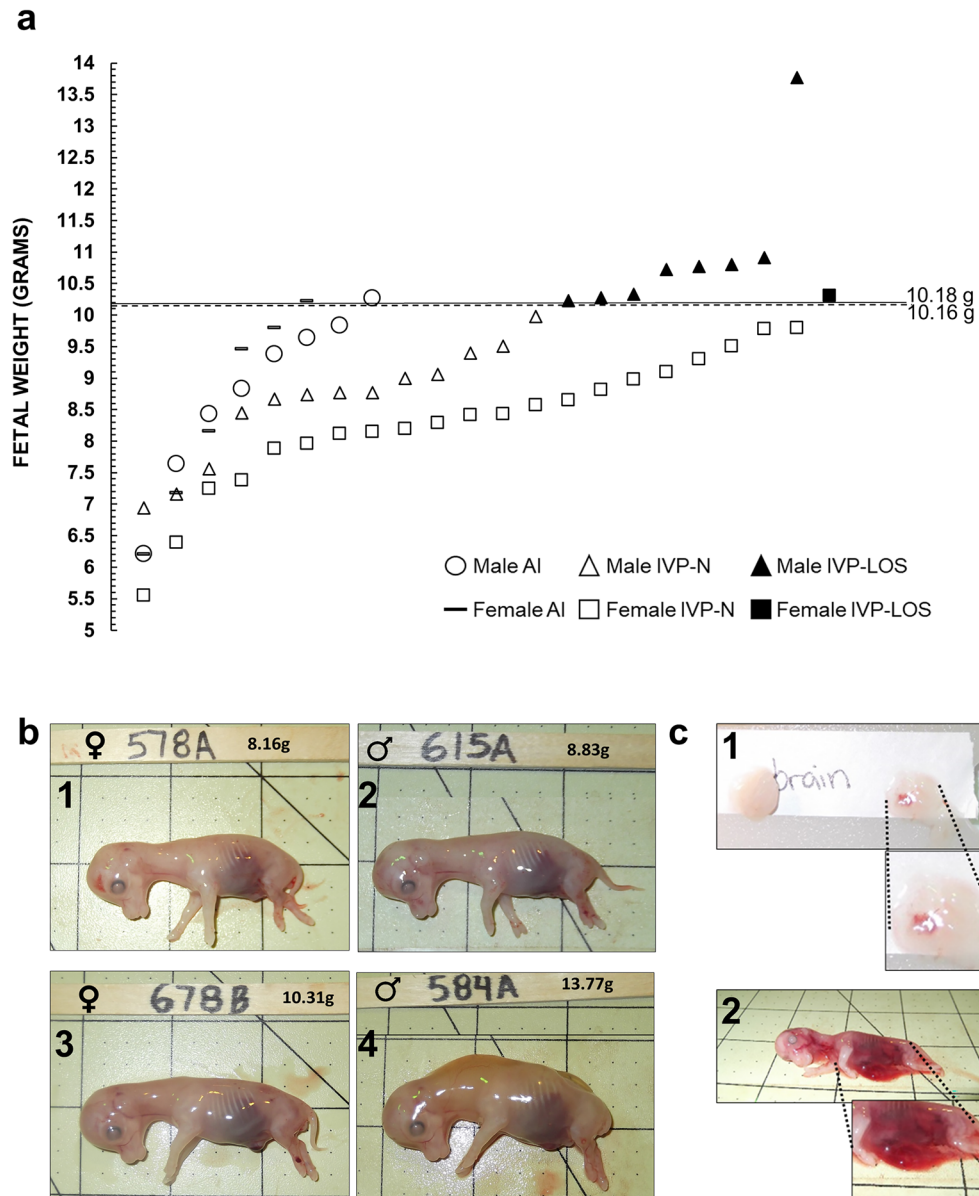 a
FETAL WEIGHT (GRAMS)
14
13.5
13
12.5
12
11.5
11
10.5
10
9.5
9
8.5
8
7.5
7
6.5
6
5.5
5
10.18 g
10.16 g
Male AI Male IVP-N Male IVP-LOS
Female AI Female IVP-N Female IVP-LOS
b
♀ 578A 8.16g
1
♂ 615A 8.83g
2
♀ 678B 10.31g
3
♂ 584A 13.77g
4
c
1
brain
2